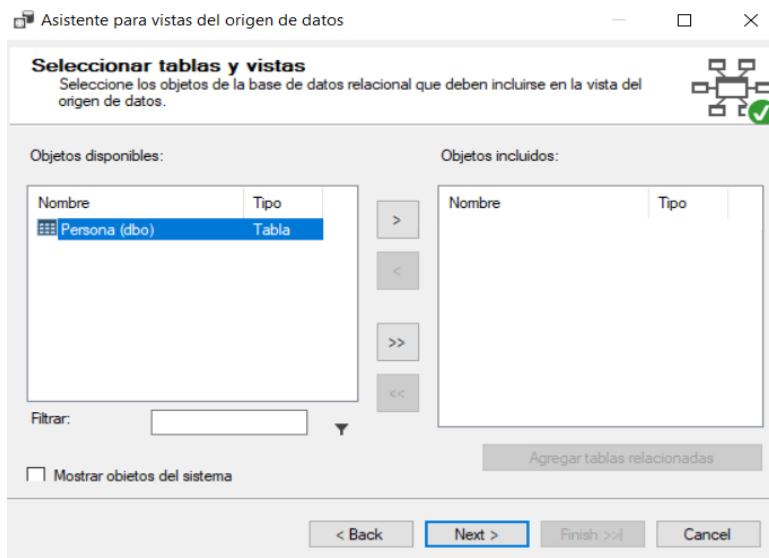 Asistente para vistas del origen de datos
Seleccionar tablas y vistas
Seleccione los objetos de la base de datos relacional que deben incluirse en la vista del
origen de datos.
Objetos disponibles:
Nombre Tipo
Persona (dbo) Tabla
>
<
>>
<<
Objetos incluidos:
Nombre Tipo
Filtrar:
Agregar tablas relacionadas
Mostrar objetos del sistema
< Back Next > Finish >>| Cancel